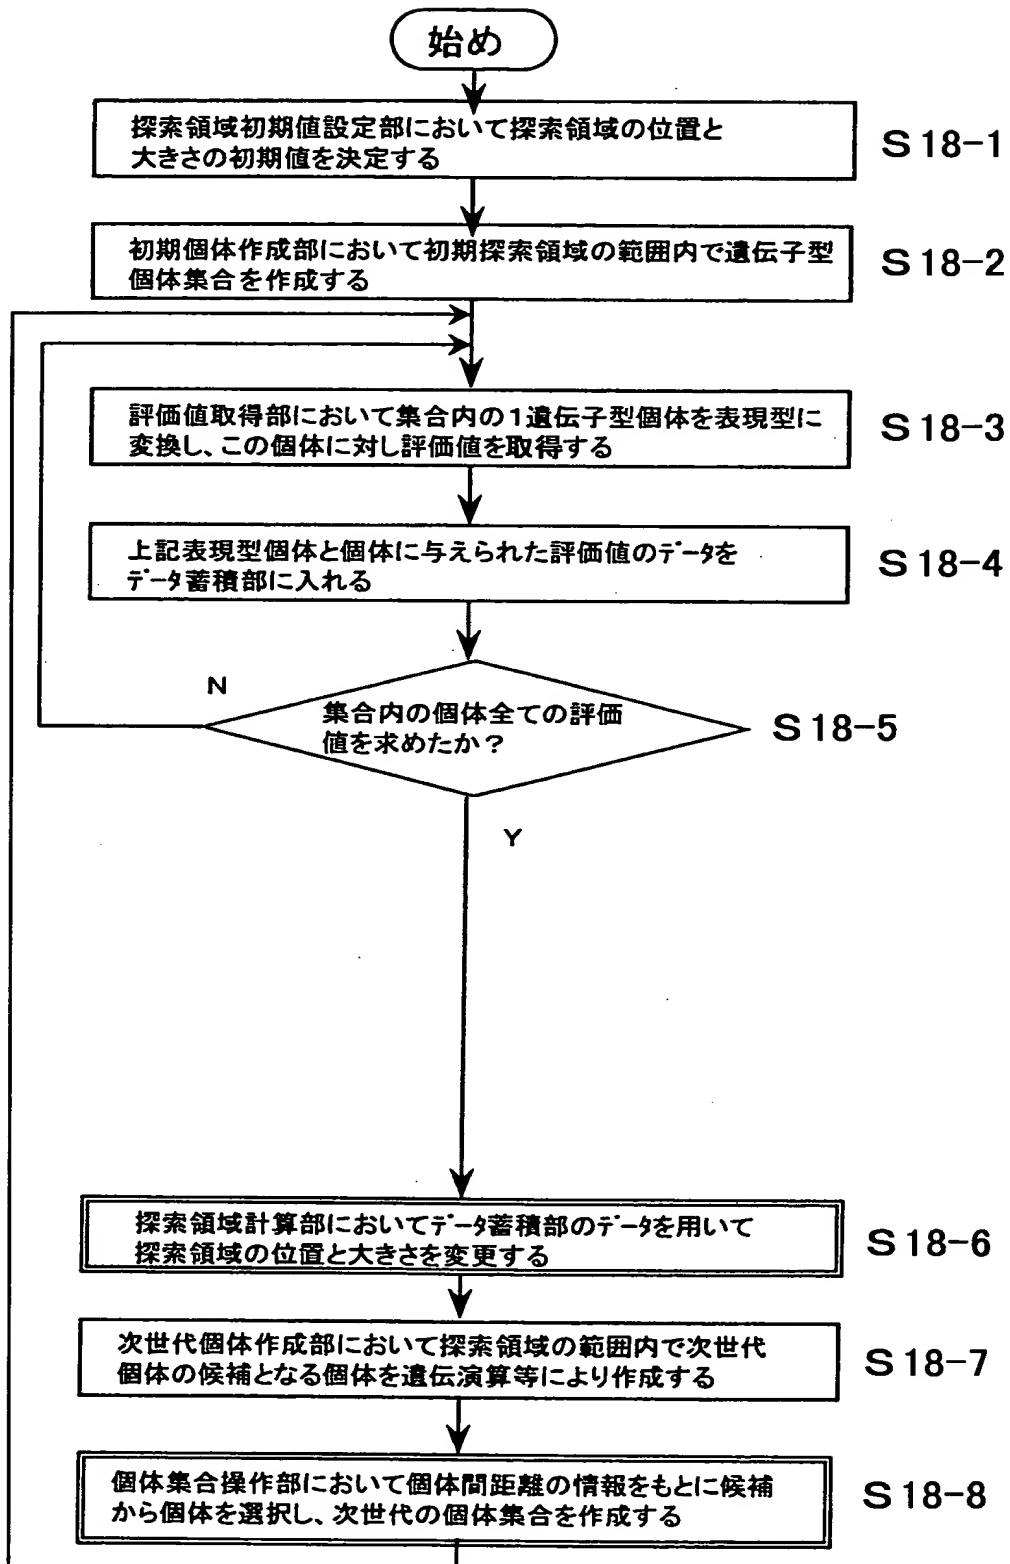 始め
探索領域初期値設定部において探索領域の位置と
大きさの初期値を決定する
S18-1
初期個体作成部において初期探索領域の範囲内で遺伝子型
個体集合を作成する
S18-2
評価値取得部において集合内の1遺伝子型個体を表現型に
変換し、この個体に対し評価値を取得する
S18-3
上記表現型個体と個体に与えられた評価値のデータを
データ蓄積部に入れる
S18-4
N
集合内の個体全ての評価
値を求めたか?
S18-5
Y
探索領域計算部においてデータ蓄積部のデータを用いて
探索領域の位置と大きさを変更する
S18-6
次世代個体作成部において探索領域の範囲内で次世代
個体の候補となる個体を遺伝演算等により作成する
S18-7
個体集合操作部において個体間距離の情報をもとに候補
から個体を選択し、次世代の個体集合を作成する
S18-8